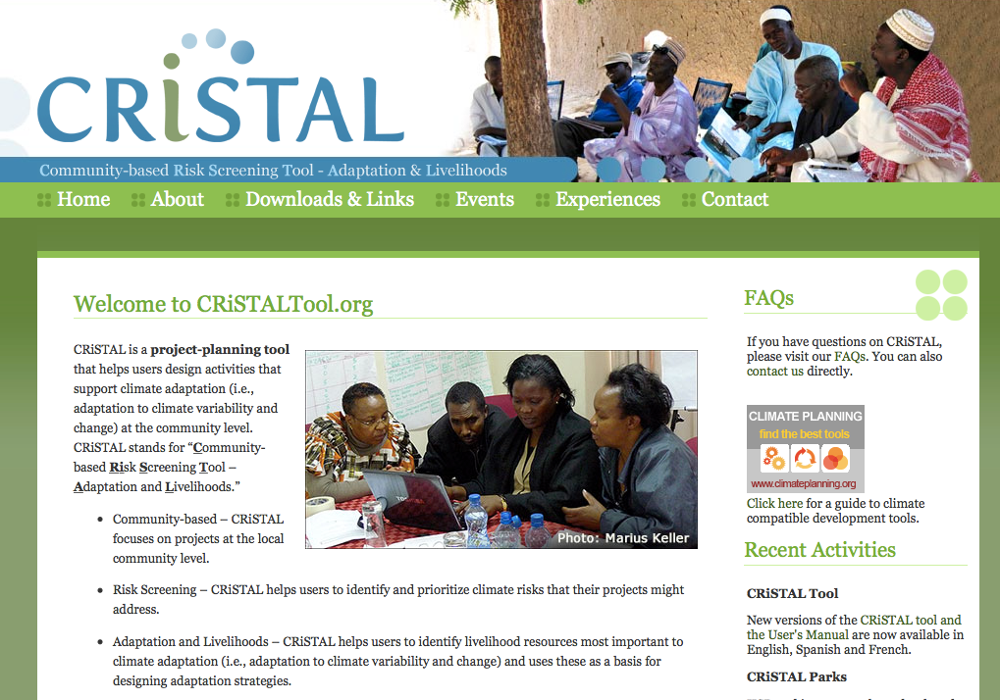 CRiSTAL
Community-based Risk Screening Tool - Adaptation & Livelihoods
Home About Downloads & Links Events Experiences Contact
Welcome to CRiSTALTool.org
CRiSTAL is a project-planning tool
that helps users design activities that
support climate adaptation (i.e.,
adaptation to climate variability and
change) at the community level.
CRiSTAL stands for “Community-
based Risk Screening Tool –
Adaptation and Livelihoods.”
Photo: Marius Keller
• Community-based – CRiSTAL
focuses on projects at the local
community level.
• Risk Screening – CRiSTAL helps users to identify and prioritize climate risks that their projects might
address.
• Adaptation and Livelihoods – CRiSTAL helps users to identify livelihood resources most important to
climate adaptation (i.e., adaptation to climate variability and change) and uses these as a basis for
designing adaptation strategies.
FAQs
If you have questions on CRiSTAL,
please visit our FAQs. You can also
contact us directly.
CLIMATE PLANNING
find the best tools
www.climateplanning.org
Click here for a guide to climate
compatible development tools.
Recent Activities
CRiSTAL Tool
New versions of the CRiSTAL tool and
the User's Manual are now available in
English, Spanish and French.
CRiSTAL Parks